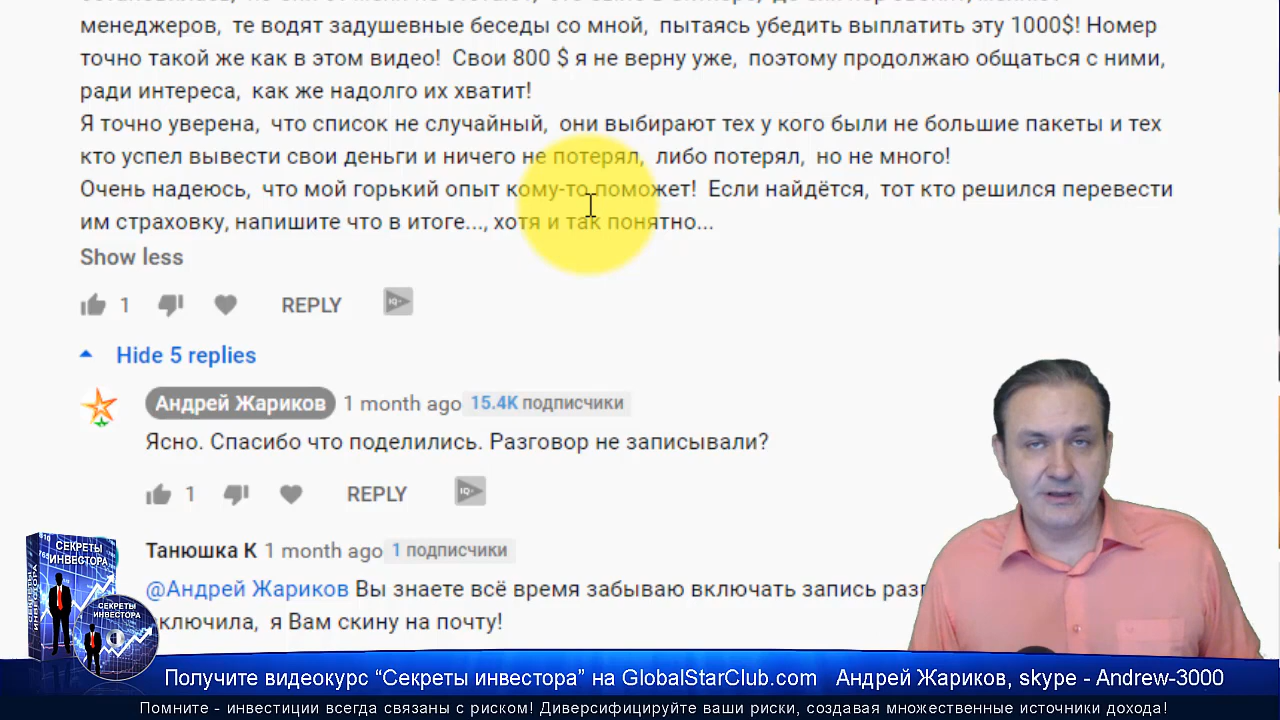 менеджеров, те водят задушевные беседы со мной, пытаясь убедить выплатить эту 1000$! Номер
точно такой же как в этом видео! Свои 800 $ я не верну уже, поэтому продолжаю общаться с ними,
ради интереса, как же надолго их хватит!
Я точно уверена, что список не случайный, они выбирают тех у кого были не большие пакеты и тех
кто успел вывести свои деньги и ничего не потерял, либо потерял, но не много!
Очень надеюсь, что мой горький опыт кому-то поможет! Если найдётся, тот кто решился перевести
им страховку, напишите что в итоге..., хотя и так понятно...
Show less
1 REPLY IQ+
Hide 5 replies
Андрей Жариков 1 month ago 15.4K подписчики
Ясно. Спасибо что поделились. Разговор не записывали?
1 REPLY IQ+
Танюшка К 1 month ago 1 подписчики
@Андрей Жариков Вы знаете всё время забываю включать запись
включила, я Вам скину на почту!
СЕКРЕТЫ
ИНВЕСТОРА
СЕКРЕТЫ
ИНВЕСТОРА
Получите видеокурс “Секреты инвестора” на GlobalStarClub.com Андрей Жариков, skype - Andrew-3000
Помните - инвестиции всегда связаны с риском! Диверсифицируйте ваши риски, создавая множественные источники дохода!